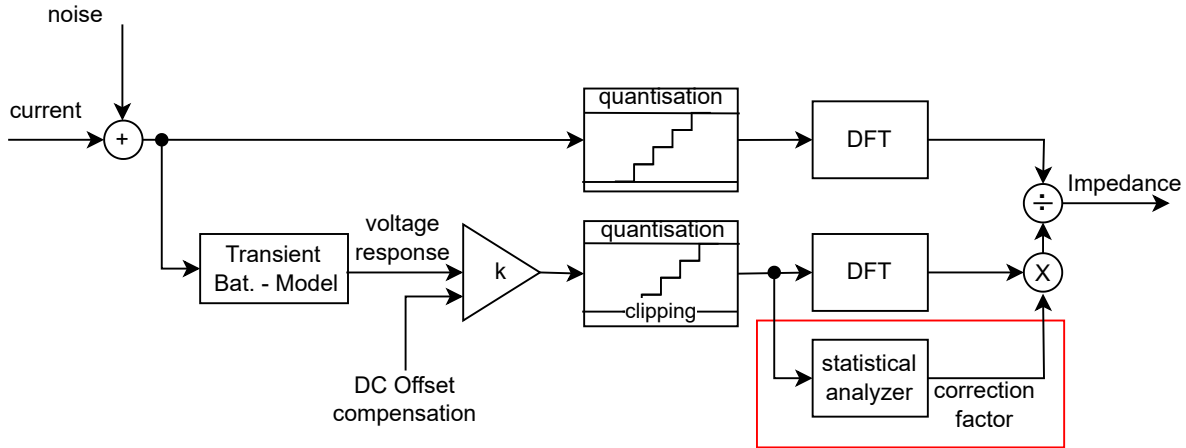 noise
current
+
quantisation
DFT
Impedance
÷
voltage
response
Transient
Bat. - Model
k
quantisation
clipping
DFT
X
DC Offset
compensation
statistical
analyzer
correction
factor